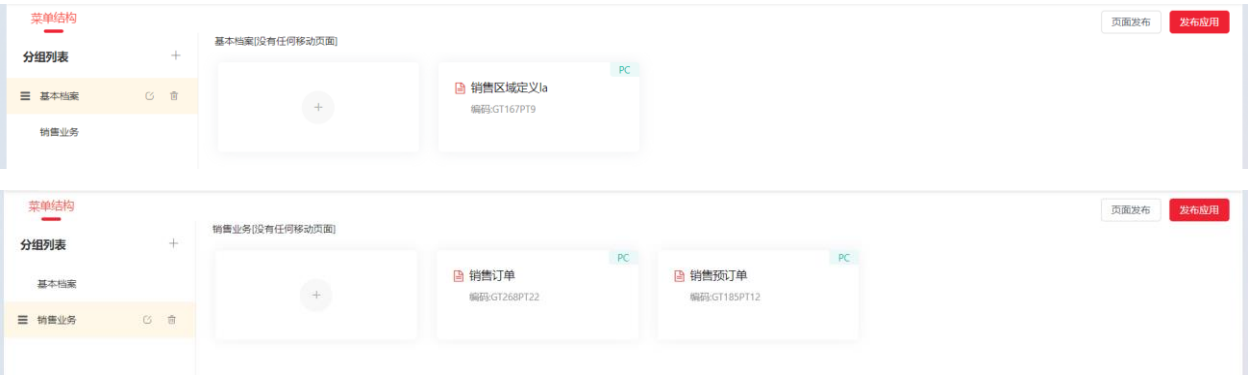 菜单结构
页面发布
发布应用
分组列表
基本档案[没有任何移动页面]
基本档案
销售业务
PC
销售区域定义la
编码:GT167PT9
菜单结构
页面发布
发布应用
分组列表
销售业务[没有任何移动页面]
基本档案
销售业务
PC
销售订单
编码:GT268PT22
PC
销售预订单
编码:GT185PT12